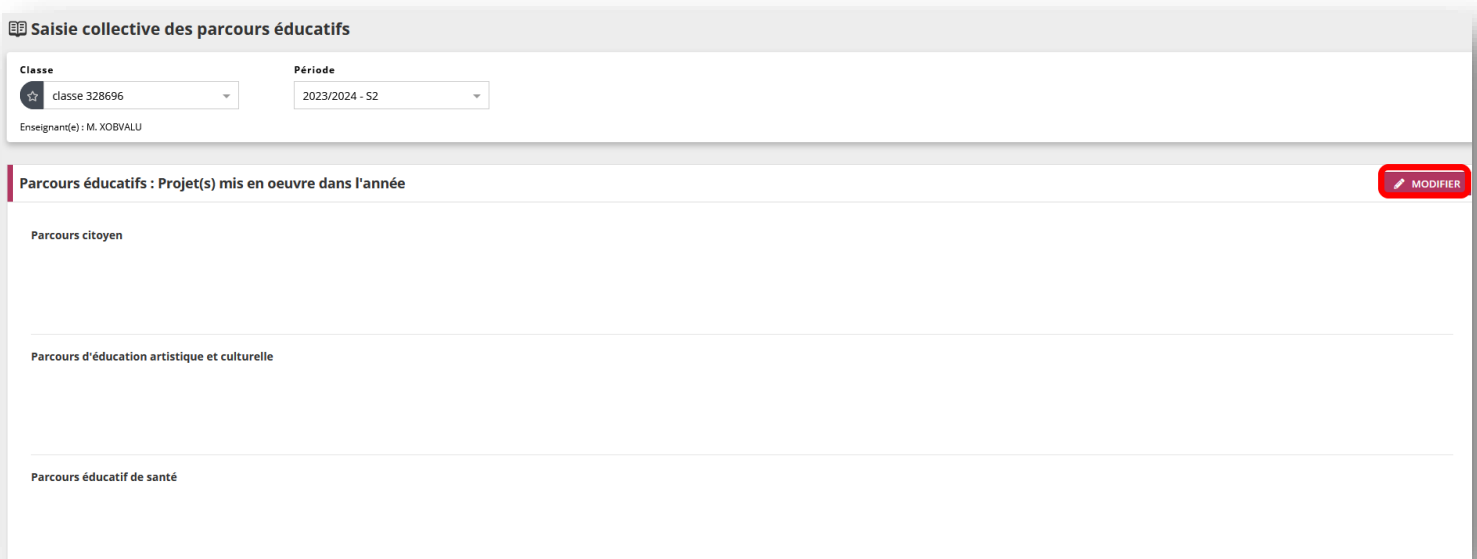 Saisie collective des parcours éducatifs
Classe
Période
classe 328696
2023/2024 - S2
Enseignant(e) : M. XOBVALU
Parcours éducatifs : Projet(s) mis en oeuvre dans l'année
MODIFIER
Parcours citoyen
Parcours d'éducation artistique et culturelle
Parcours éducatif de santé